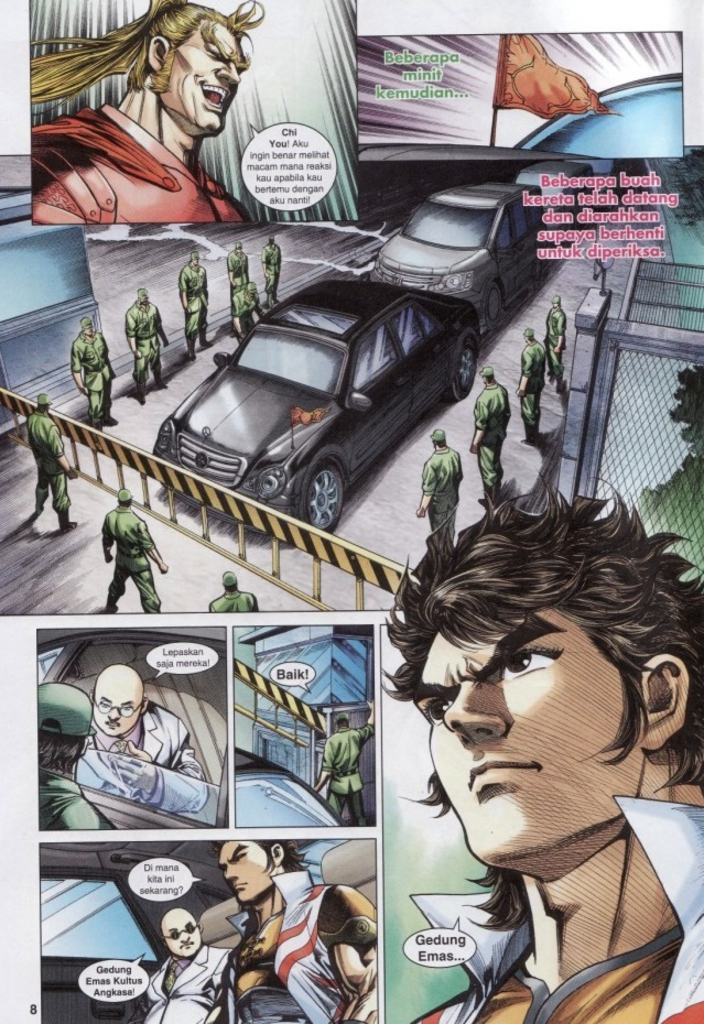 Chi
You! Aku
ingin benar melihat
macam mana reaksi
kau apabila kau
bertemu dengan
aku nanti!
Beberapa
minit
kemudian...
Beberapa buah
kereta telah datang
dan diarahkan
supaya berhenti
untuk diperiksa.
Lepaskan
saja mereka!
Baik!
Di mana
kita ini
sekarang?
Gedung
Emas Kultus
Angkasa!
Gedung
Emas...
8